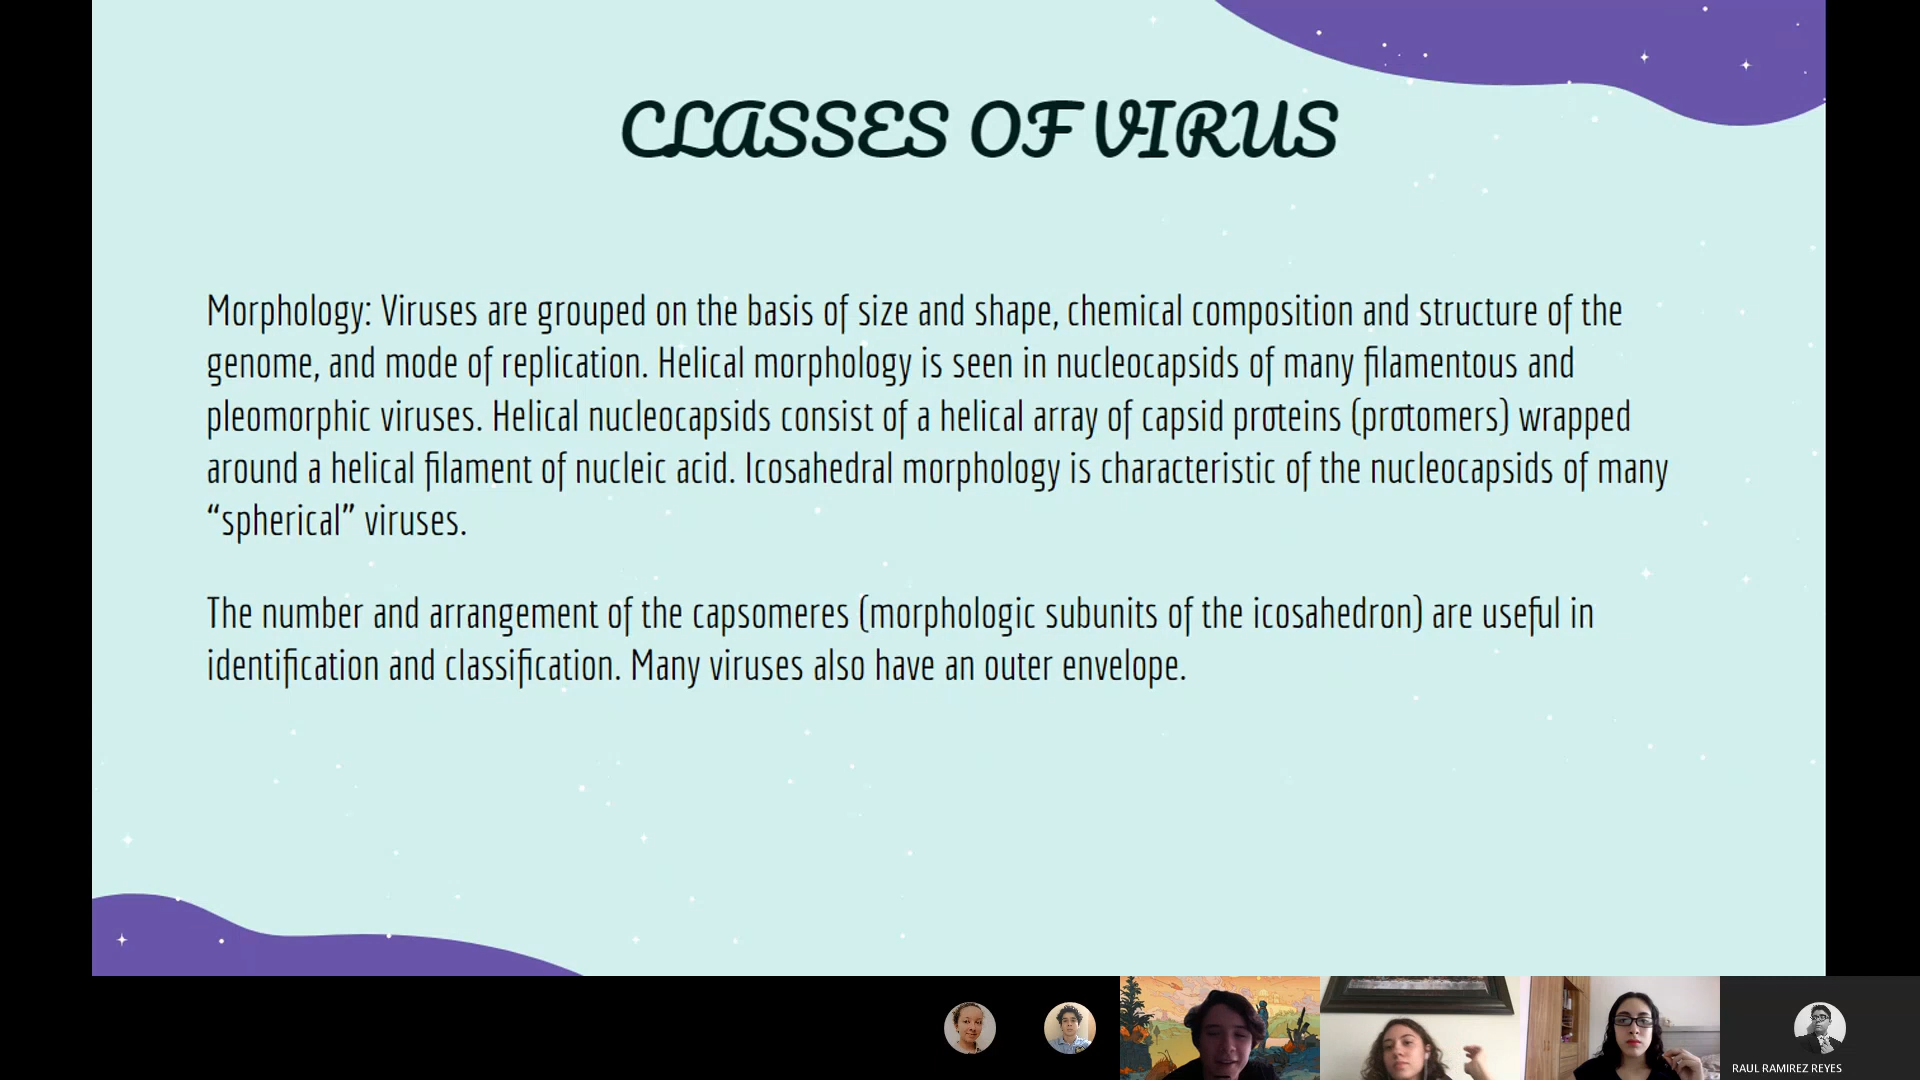 CLASSES OF VIRUS
Morphology: Viruses are grouped on the basis of size and shape, chemical composition and structure of the
genome, and mode of replication. Helical morphology is seen in nucleocapsids of many filamentous and
pleomorphic viruses. Helical nucleocapsids consist of a helical array of capsid proteins (protomers) wrapped
around a helical filament of nucleic acid. Icosahedral morphology is characteristic of the nucleocapsids of many
“spherical” viruses.
The number and arrangement of the capsomeres (morphologic subunits of the icosahedron) are useful in
identification and classification. Many viruses also have an outer envelope.
RAUL RAMIREZ REYES